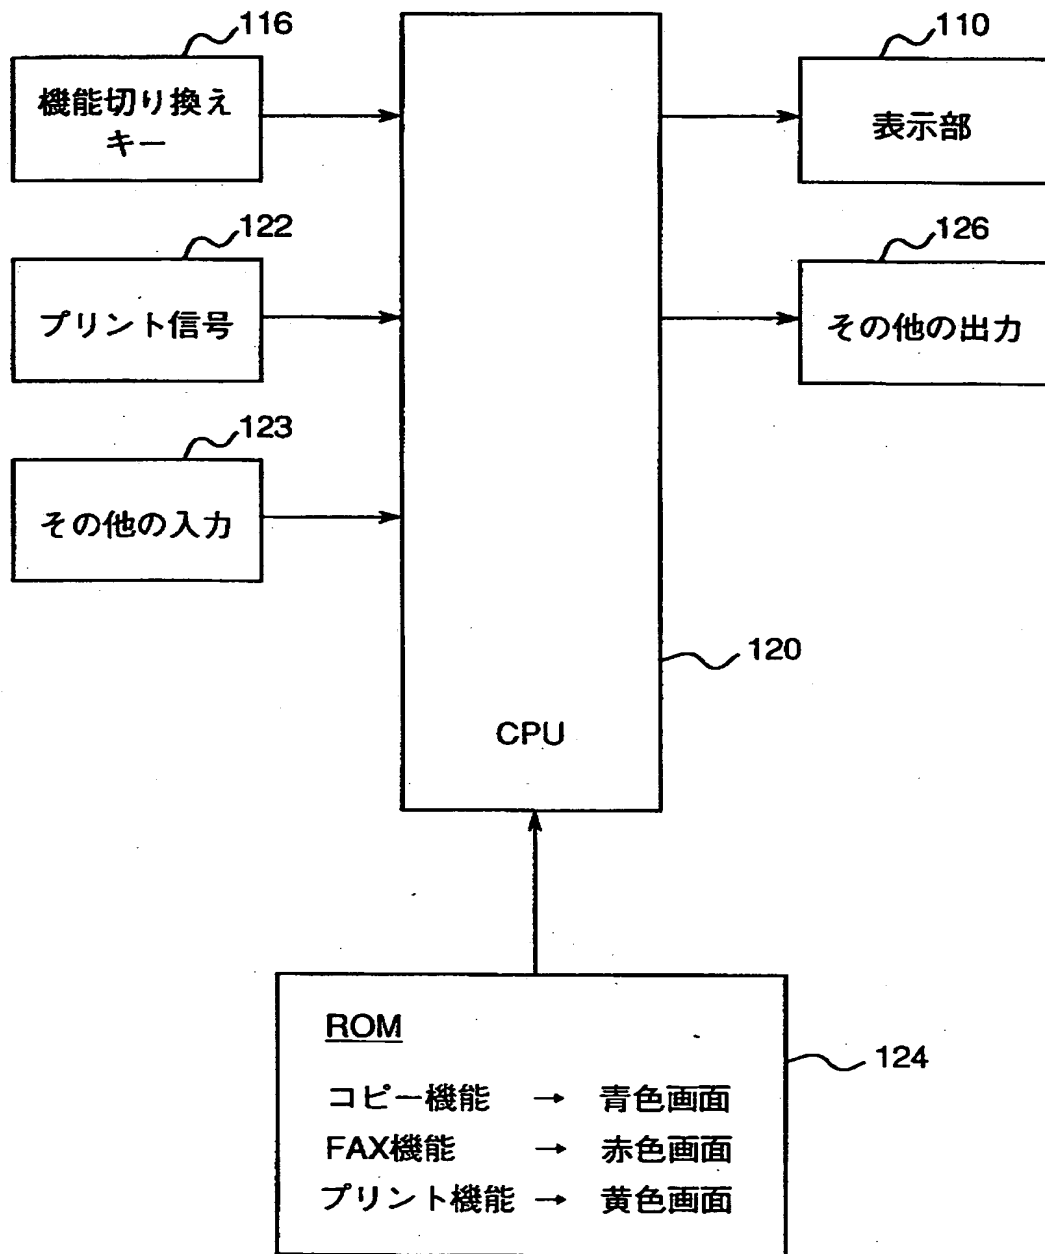 116
機能切り換え
キー
122
プリント信号
123
その他の入力
110
表示部
126
その他の出力
120
CPU
ROM
コピー機能 → 青色画面
FAX機能 → 赤色画面
プリント機能 → 黄色画面
124